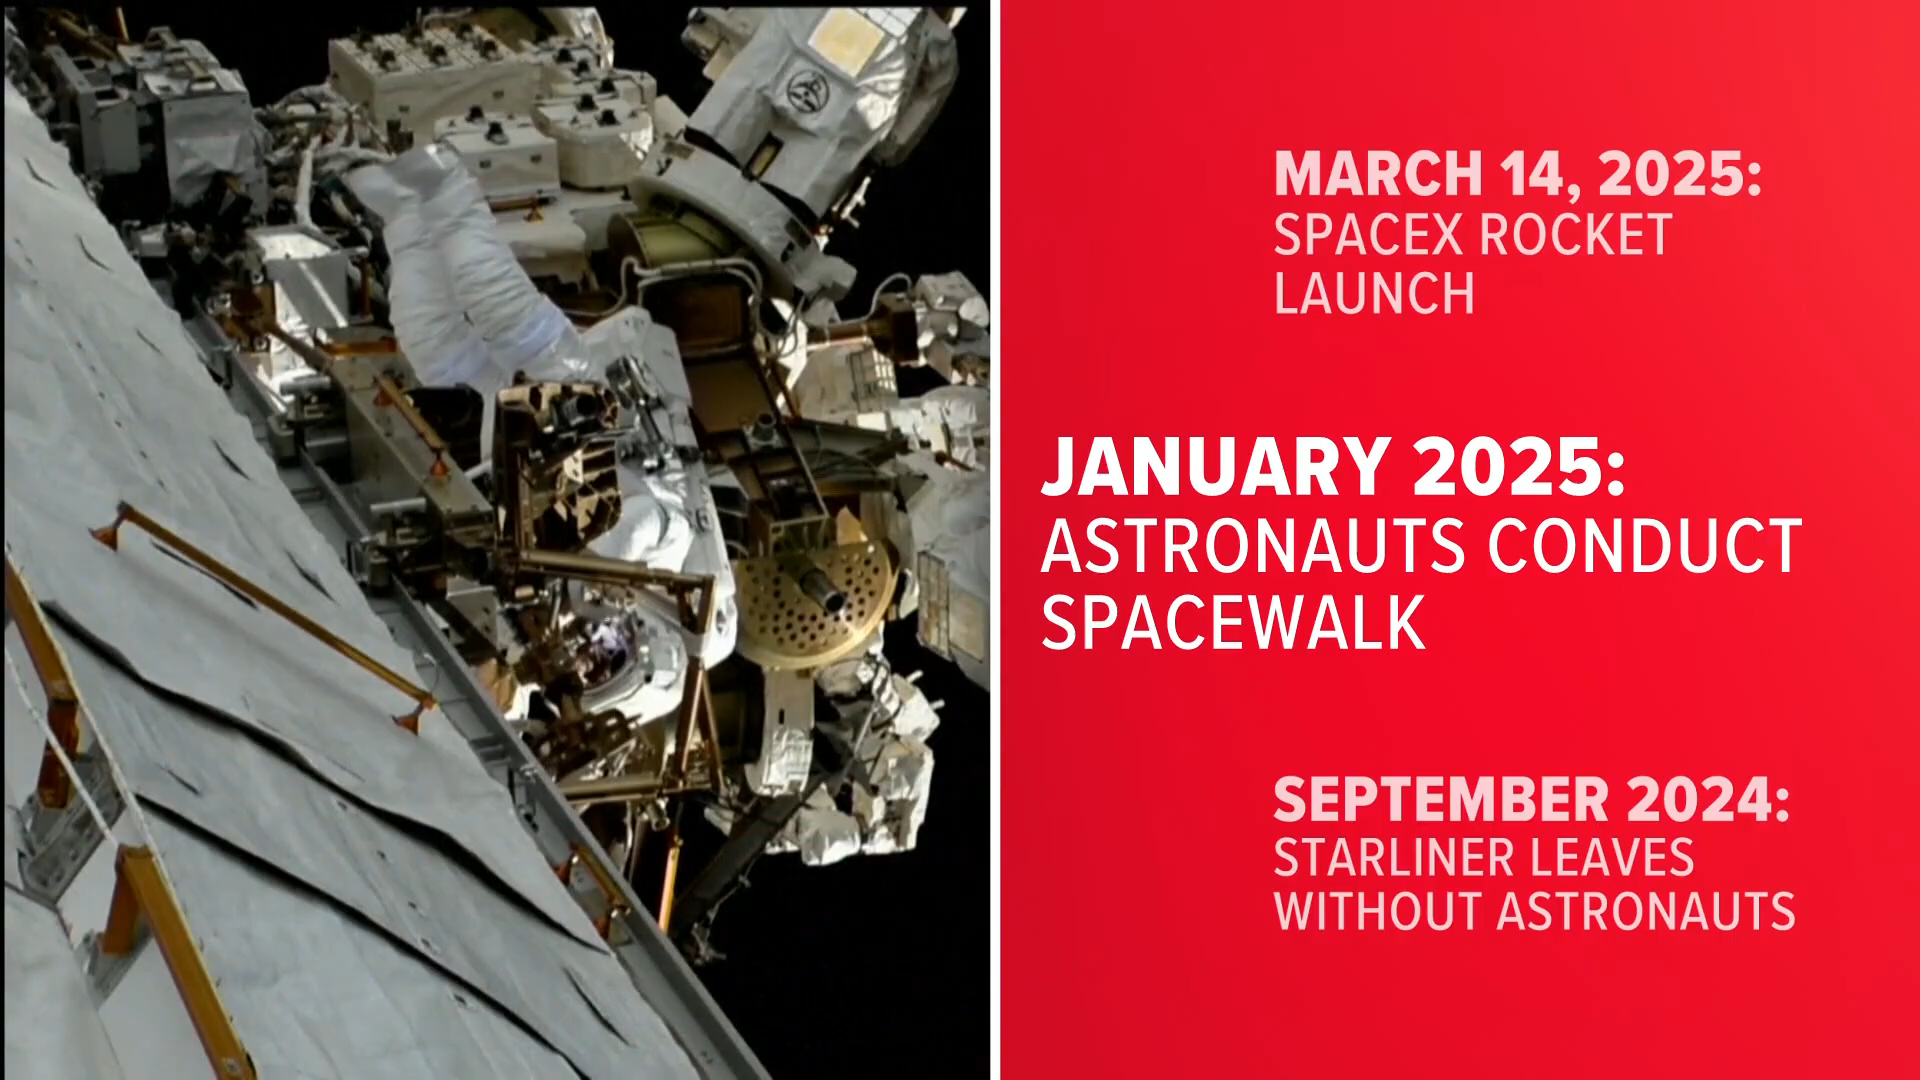 MARCH 14, 2025:
SPACEX ROCKET
LAUNCH
JANUARY 2025:
ASTRONAUTS CONDUCT
SPACEWALK
SEPTEMBER 2024:
STARLINER LEAVES
WITHOUT ASTRONAUTS